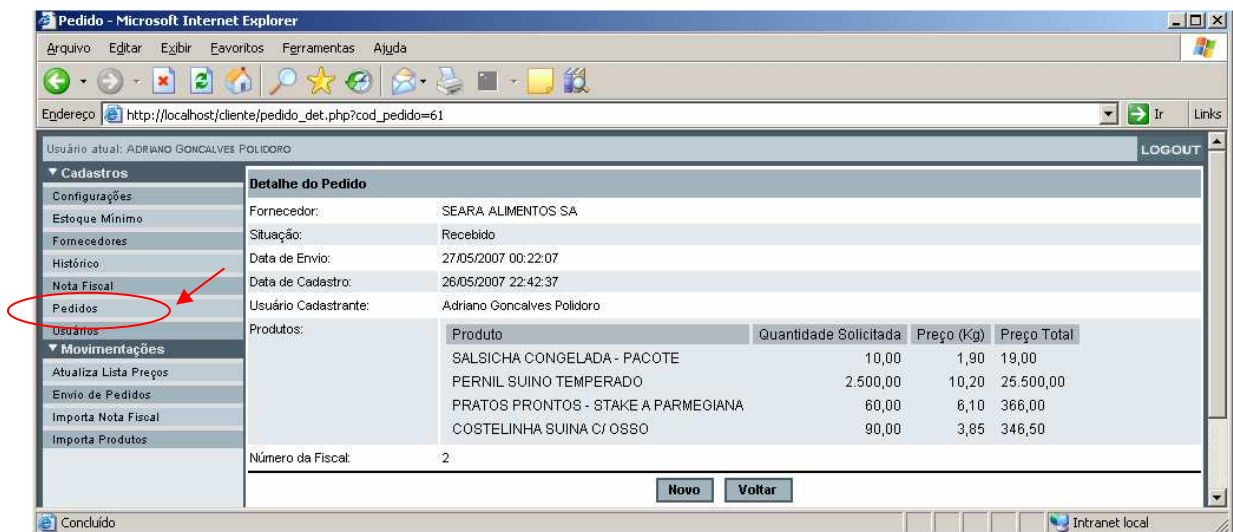 Pedido - Microsoft Internet Explorer
Arquivo Editar Exibir Favoritos Ferramentas Ajuda
Endereço http://localhost/cliente/pedido_det.php?cod_pedido=61 Ir Links
Usuário atual: ADRIANO GONCALVES POLIDORO LOGOUT
Cadastros
Configurações
Estoque Mínimo
Fornecedores
Histórico
Nota Fiscal
Pedidos
Usuários
Movimentações
Atualiza Lista Preços
Envio de Pedidos
Importa Nota Fiscal
Importa Produtos
Detalhe do Pedido
Fornecedor: SEARA ALIMENTOS SA
Situação: Recebido
Data de Envio: 27/05/2007 00:22:07
Data de Cadastro: 26/05/2007 22:42:37
Usuário Cadastrante: Adriano Goncalves Polidoro
Produtos:
Produto Quantidade Solicitada Preço (Kg) Preço Total
SALSICHA CONGELADA - PACOTE 10,00 1,90 19,00
PERNIL SUINO TEMPERADO 2.500,00 10,20 25.500,00
PRATOS PRONTOS - STAKE A PARMEGIANA 60,00 6,10 366,00
COSTELINHA SUINA C/ OSSO 90,00 3,85 346,50
Número da Fiscal: 2
Novo Voltar
Concluído Intranet local